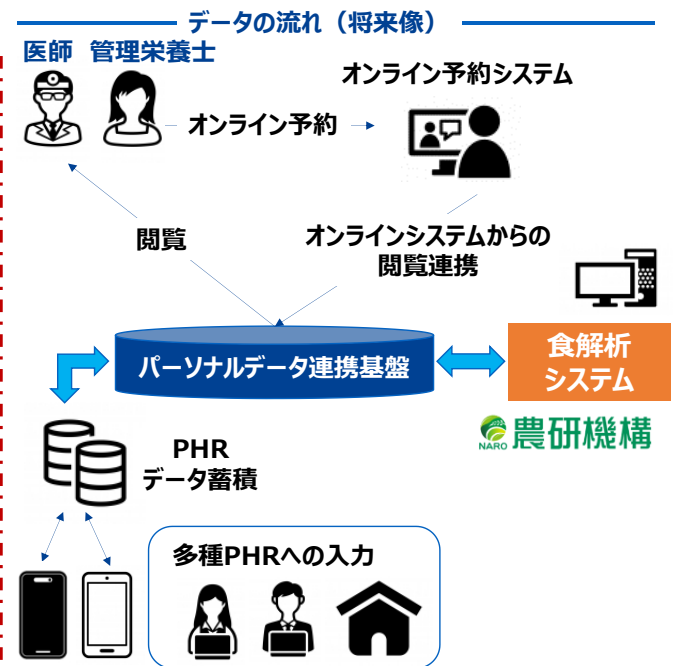 データの流れ（将来像）
医師 管理栄養士
オンライン予約システム
オンライン予約
閲覧
オンラインシステムからの
閲覧連携
パーソナルデータ連携基盤
食解析
システム
NARO 農研機構
PHR
データ蓄積
多種PHRへの入力